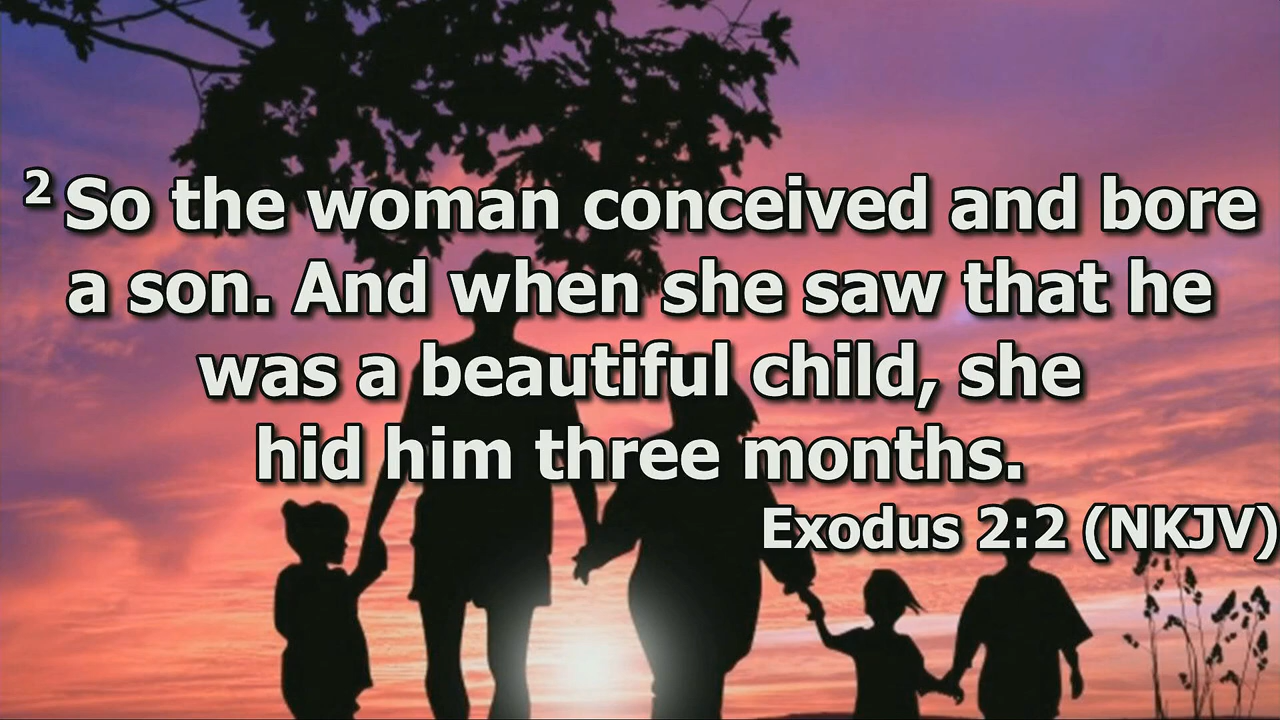 ² So the woman conceived and bore
a son. And when she saw that he
was a beautiful child, she
hid him three months.
Exodus 2:2 (NKJV)